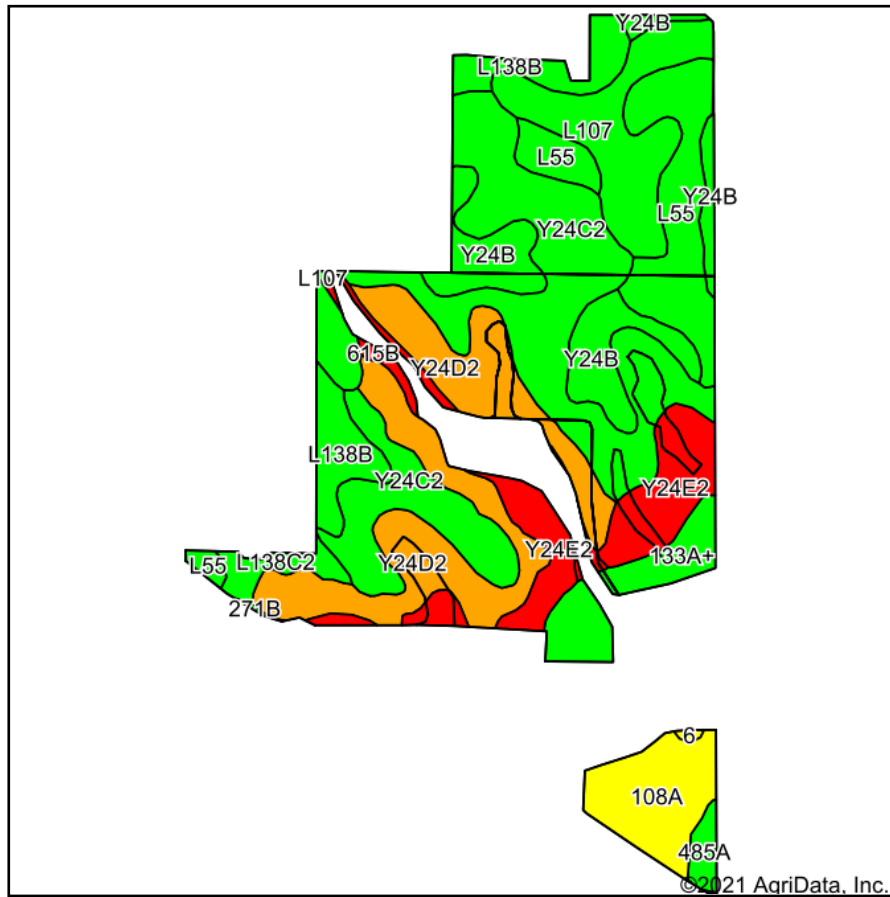 Y24B
L138B
L107
L55
Y24B
L55
Y24C2
Y24B
L107
615B
Y24D2
Y24B
L138B
Y24C2
Y24E2
Y24E2
133A+
L55
L138C2
Y24D2
271B
6
108A
485A
©2021 AgriData, Inc.